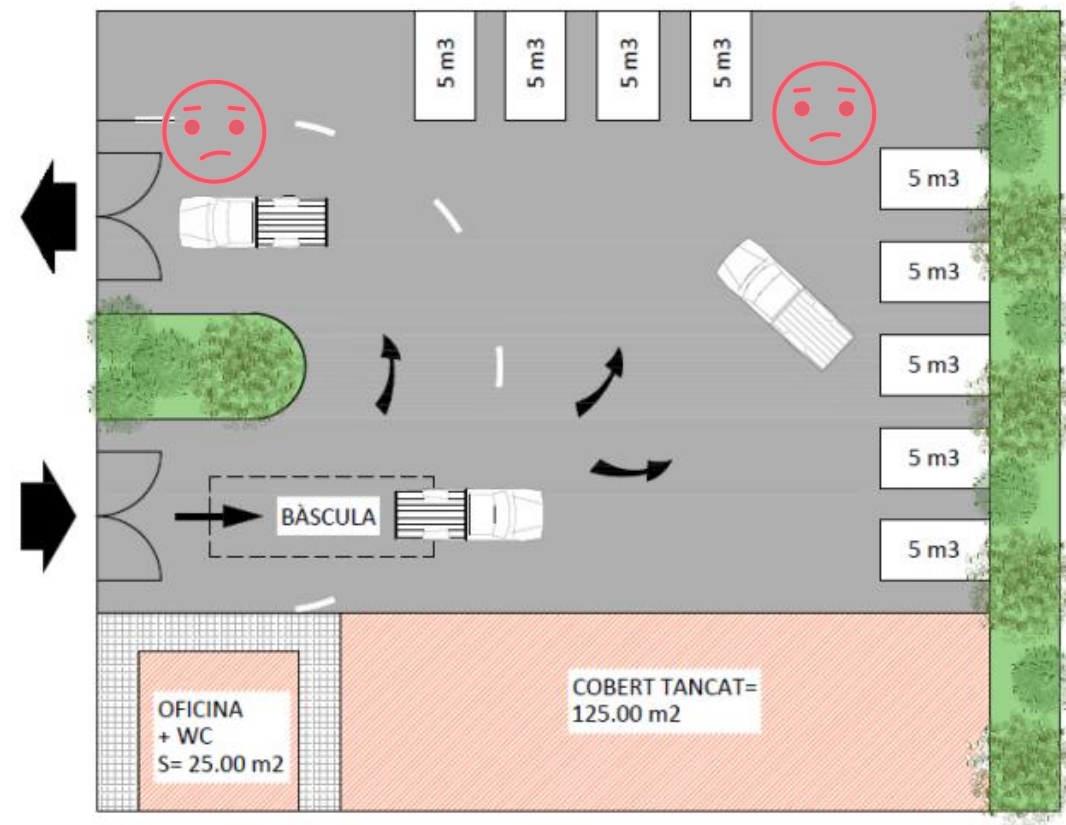 5 m3
5 m3
5 m3
5 m3
5 m3
5 m3
5 m3
5 m3
5 m3
BÀSCULA
OFICINA
+ WC
S= 25.00 m2
COBERT TANCAT=
125.00 m2